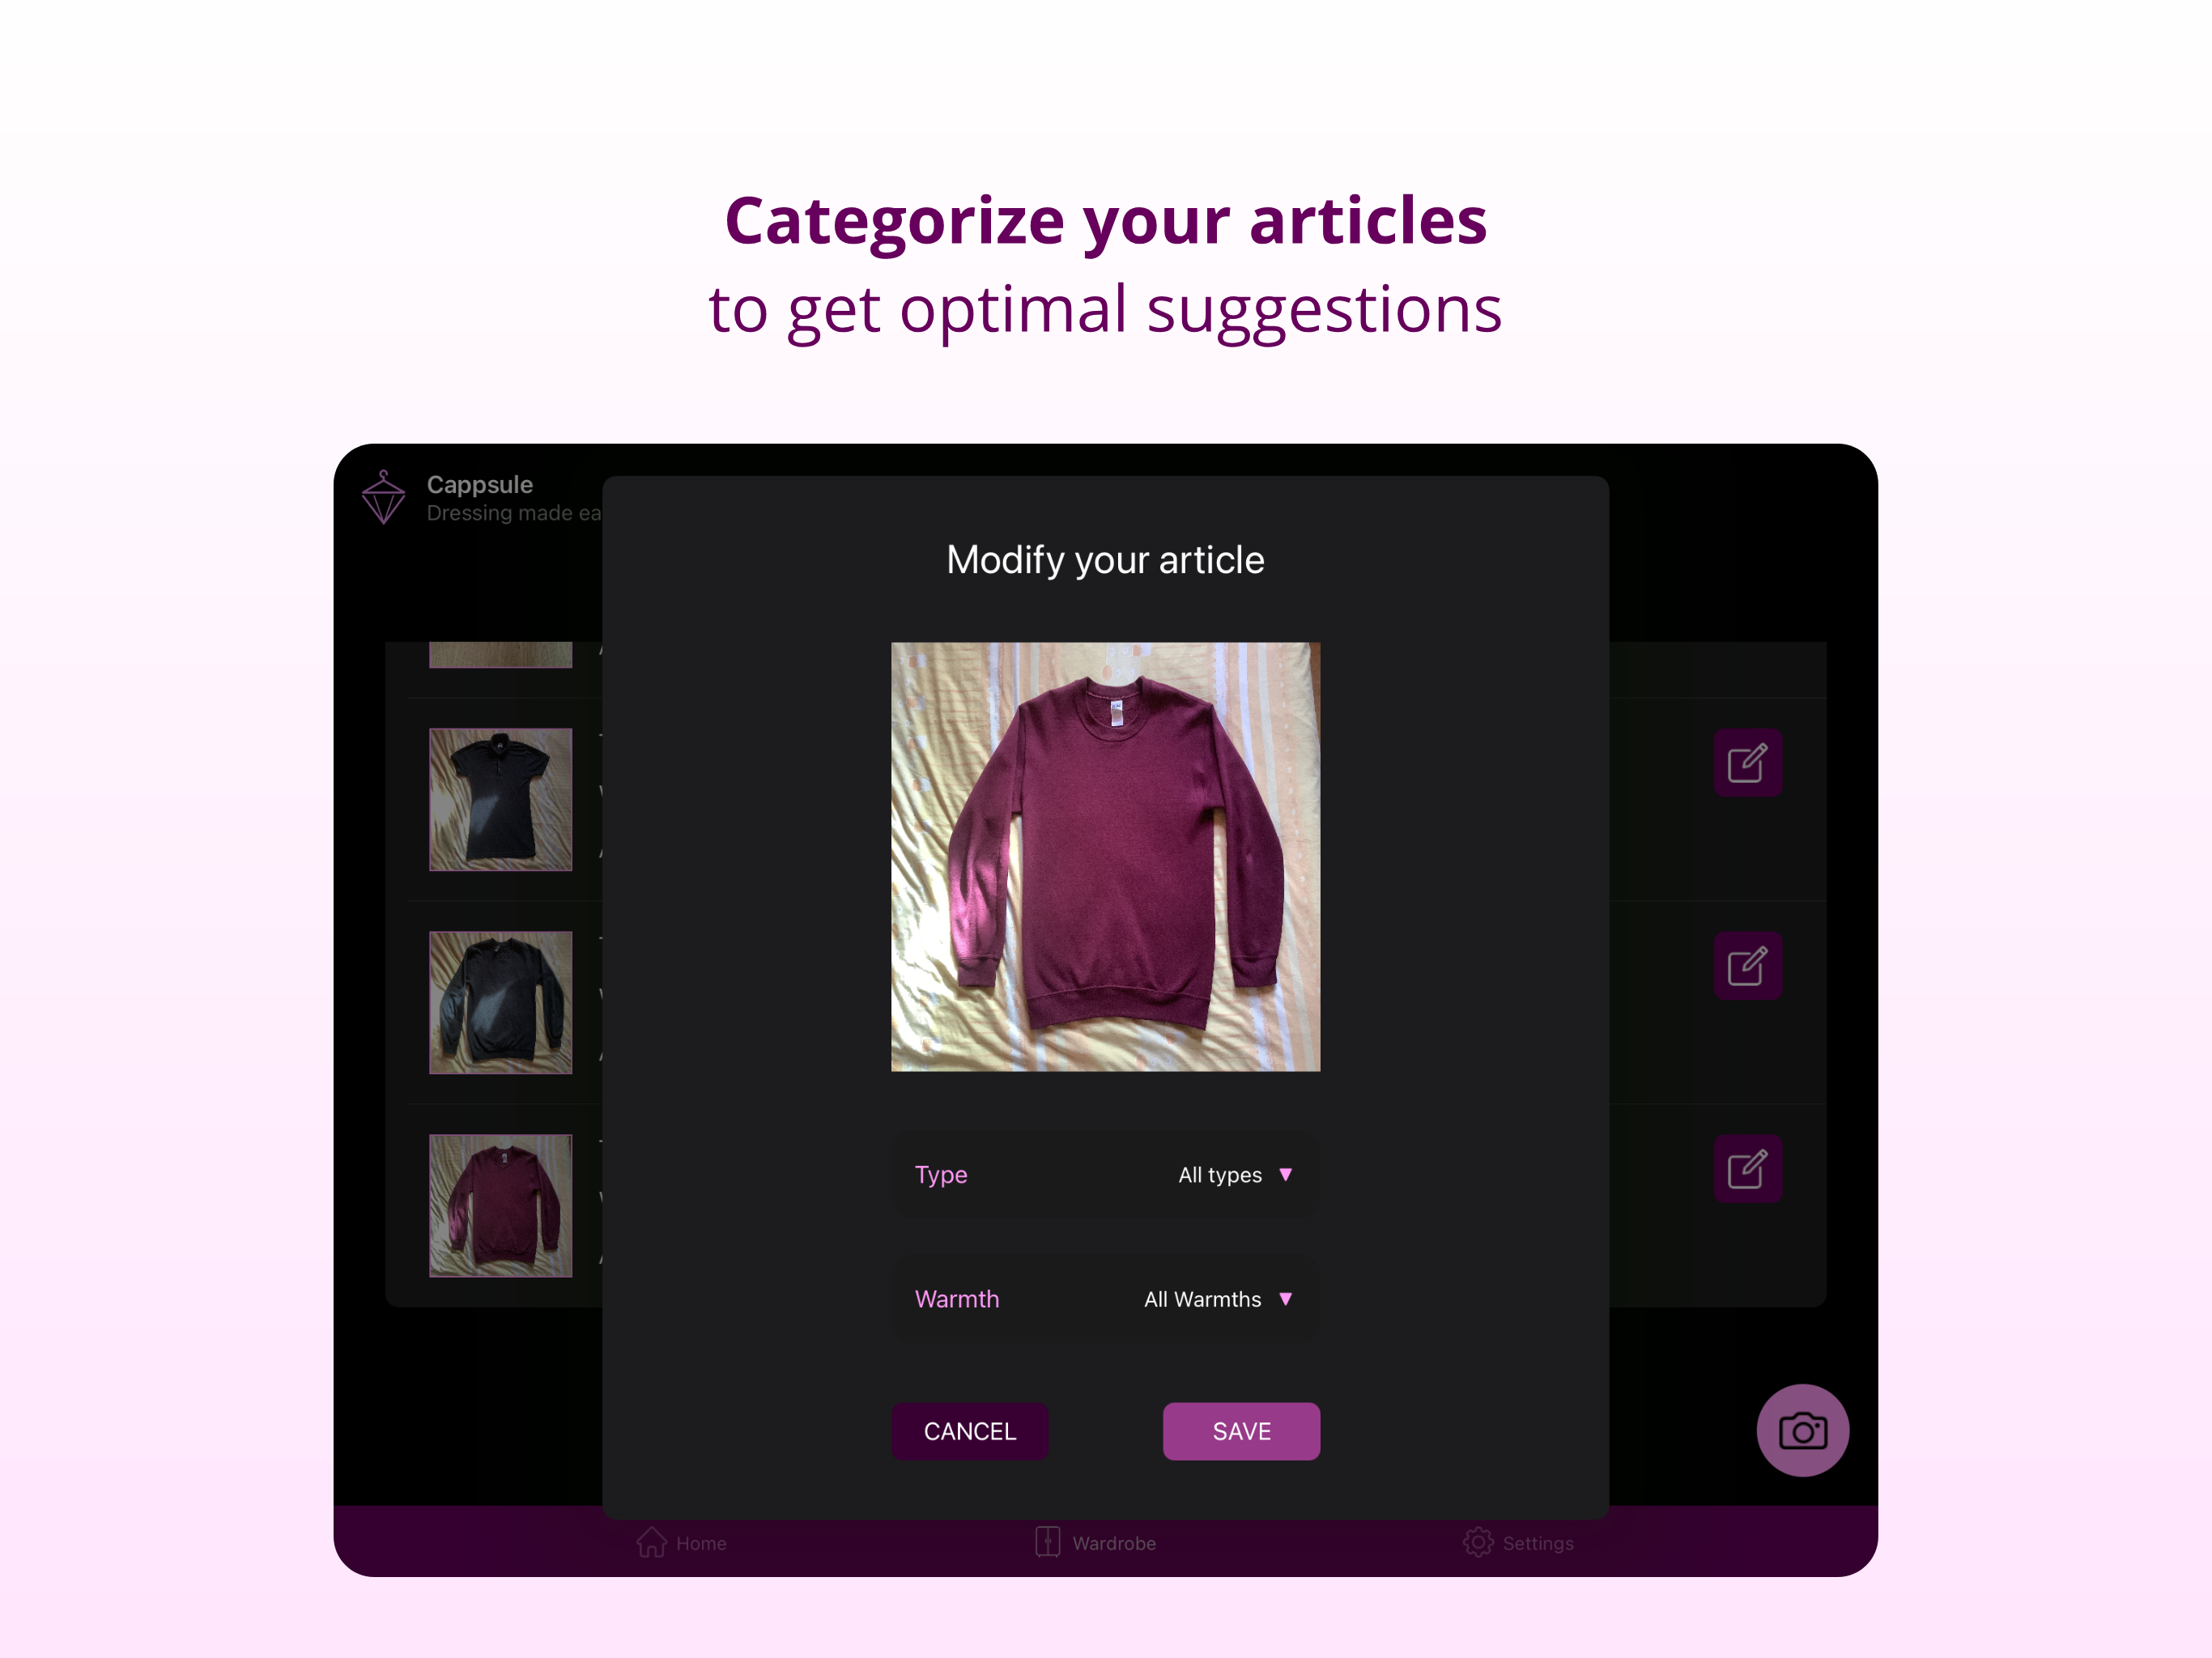 Categorize your articles
to get optimal suggestions
Cappsule
Dressing made ea
Modify your article
Type
All types
Warmth
All Warmths
CANCEL
SAVE
Home
Wardrobe
Settings